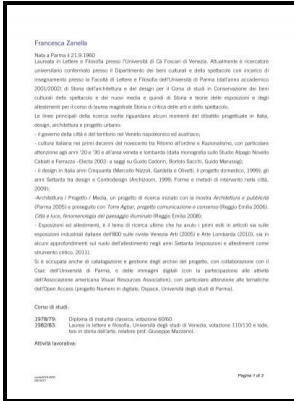 Francesca Zanella
Nata a Parma il 21.9.1960
Laureata in Lettere e Filosofia presso l'Università di Cà Foscari di Venezia. Attualmente è ricercatore
universitario confermato presso il Dipartimento dei beni culturali e dello spettacolo con incarico di
insegnamento presso la Facoltà di Lettere e Filosofia dell'Università di Parma (dall'anno accademico
2001/2002) di Storia dell'architettura e del design per il Corso di studi in Conservazione dei beni
culturali dello spettacolo e dei nuovi media e quindi di Storia e teorie delle esposizioni e degli
allestimenti per il corso di laurea magistrale Storia e critica delle arti e dello spettacolo.
Le linee principali della ricerca svolte riguardano alcuni momenti del dibattito progettuale in Italia,
design, architettura e progetto urbano-
- il governo della città e del territorio nel Veneto napoleonico ed austriaco;
- cultura italiana nei primi decenni del novecento tra Ritorno all'ordine e Razionalismo, con particolare
attenzione agli anni '20 e '30 all'area veneta e lombarda (dalla monografia sullo Studio Alpago Novello
Cabiati e Ferrazza -Electa 2002- a saggi su Guido Cadorin, Bortolo Sacchi, Guido Marussig);
- il design in Italia anni Cinquanta (Marcello Nizzoli, Gardella e Olivetti. Il progetto domestico, 1999); gli
anni Settanta tra design e Controdesign (Archizoom, 1999; Forme e metodi di intervento nella città,
2009);
-Architettura / Progetto / Media, un progetto di ricerca iniziato con la mostra Architettura e pubblicità
(Parma 2005) e proseguito con Torre Agbar, progetto comunicazione e consenso (Reggio Emilia 2006).
Città e luce, fenomenologia del paesaggio illuminato (Reggio Emilia 2008);
- Esposizioni ed allestimenti, è il tema di ricerca ultimo che ha avuto i primi esiti in articoli sia sulle
esposizioni industriali italiane dell'800 sulle riviste Venezia Arti (2005) e Arte Lombarda (2010), sia in
alcuni approfondimenti sul ruolo dell'allestimento negli anni Settanta (esposizioni e allestimenti come
strumento critico, 2011).
Si è occupata anche di catalogazione e gestione degli archivi del progetto, con collaborazione con il
Csac dell'Università di Parma, e delle immagini digitali (con la partecipazione alle attività
dell'Associazione americana Visual Resources Association), con particolare attenzione alle tematiche
dell'Open Access (progetto Numero in digitale, Dspace, Università degli studi di Parma).
Corso di studi.
1978/79: Diploma di maturità classica, votazione 60/60.
1982/83: Laurea in lettere e filosofia, Università degli studi di Venezia, votazione 110/110 e lode,
tesi in storia dell'arte, relatore prof. Giuseppe Mazzariol.
Attività lavorativa:
Pagina 1 di 3